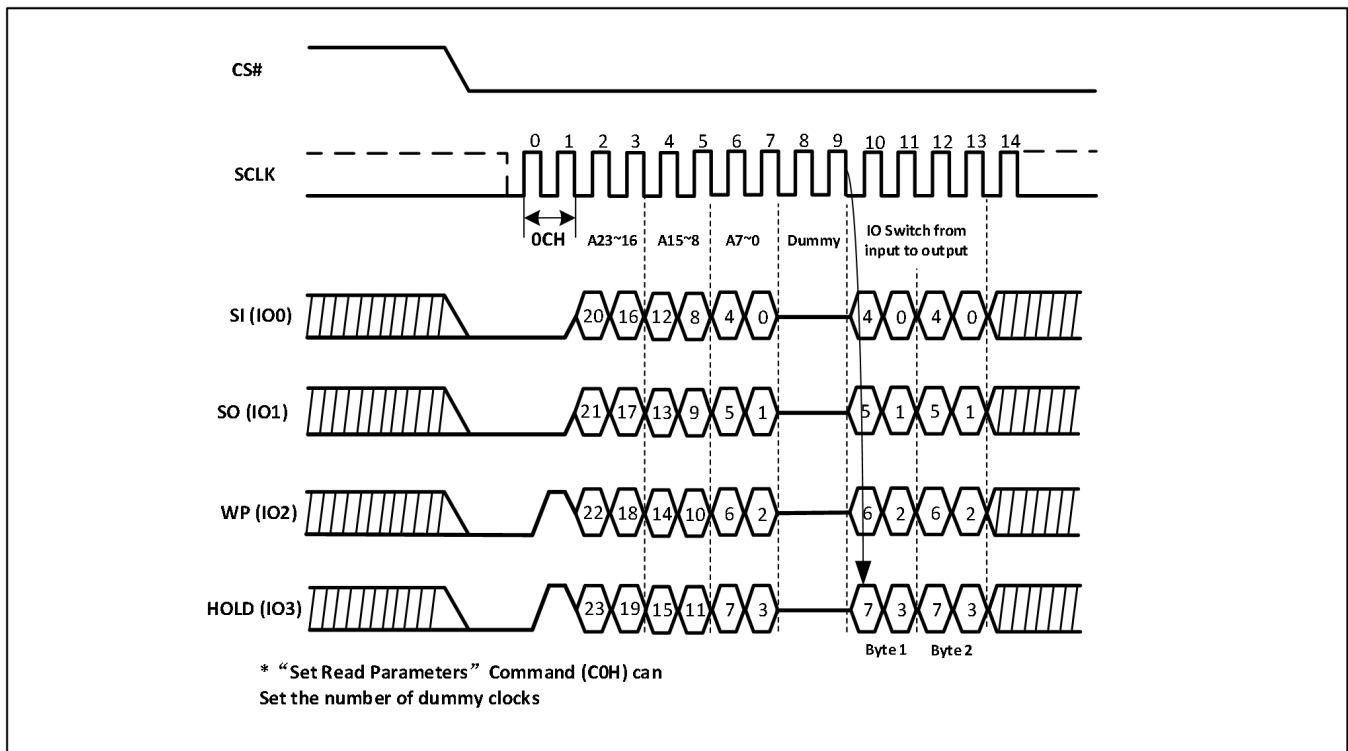 CS#
0 1 2 3 4 5 6 7 8 9 10 11 12 13 14
SCLK
0CH A23~16 A15~8 A7~0 Dummy IO Switch from
input to output
SI (IO0) 20 16 12 8 4 0 4 0 4 0
SO (IO1) 21 17 13 9 5 1 5 1 5 1
WP (IO2) 22 18 14 10 6 2 6 2 6 2
HOLD (IO3) 23 19 15 11 7 3 7 3 7 3
Byte 1 Byte 2
* “Set Read Parameters” Command (C0H) can
Set the number of dummy clocks